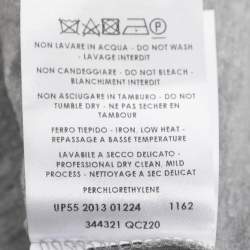 NON LAVARE IN ACQUA - DO NOT WASH
- LAVAGE INTERDIT
NON CANDEGGIARE - DO NOT BLEACH -
BLANCHIMENT INTERDIT
NON ASCIUGARE IN TAMBURO - DO NOT
TUMBLE DRY - NE PAS SECHER EN
TAMBOUR
FERRO TIEPIDO - IRON, LOW HEAT -
REPASSAGE A BASSE TEMPERATURE
LAVABILE A SECCO DELICATO -
PROFESSIONAL DRY CLEAN, MILD
PROCESS - NETTOYAGE A SEC DELICAT
PERCHLORETHYLENE
UP55 2013 01224 1162
344321 QCZ20